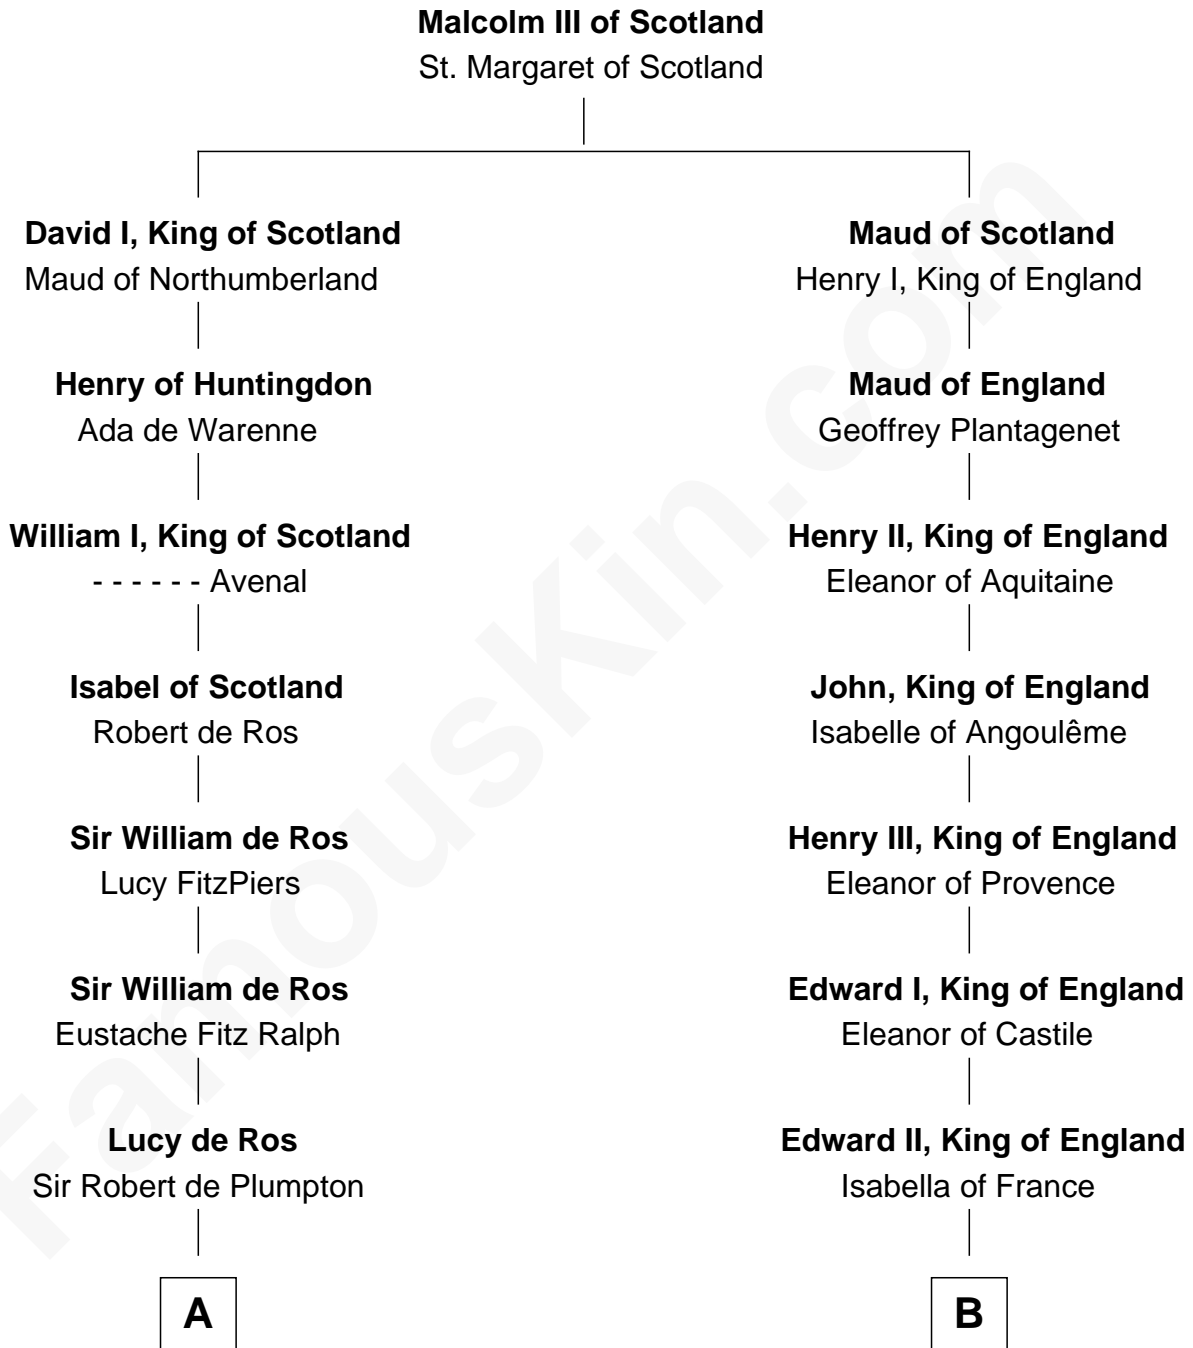 Malcolm III of Scotland
St. Margaret of Scotland
David I, King of Scotland
Maud of Northumberland
Maud of Scotland
Henry I, King of England
Henry of Huntingdon
Ada de Warenne
Maud of England
Geoffrey Plantagenet
William I, King of Scotland
- - - - - - Avenal
Henry II, King of England
Eleanor of Aquitaine
Isabel of Scotland
Robert de Ros
John, King of England
Isabelle of Angoulême
Sir William de Ros
Lucy FitzPiers
Henry III, King of England
Eleanor of Provence
Sir William de Ros
Eustache Fitz Ralph
Edward I, King of England
Eleanor of Castile
Lucy de Ros
Sir Robert de Plumpton
Edward II, King of England
Isabella of France
A
B
FamousKin.com